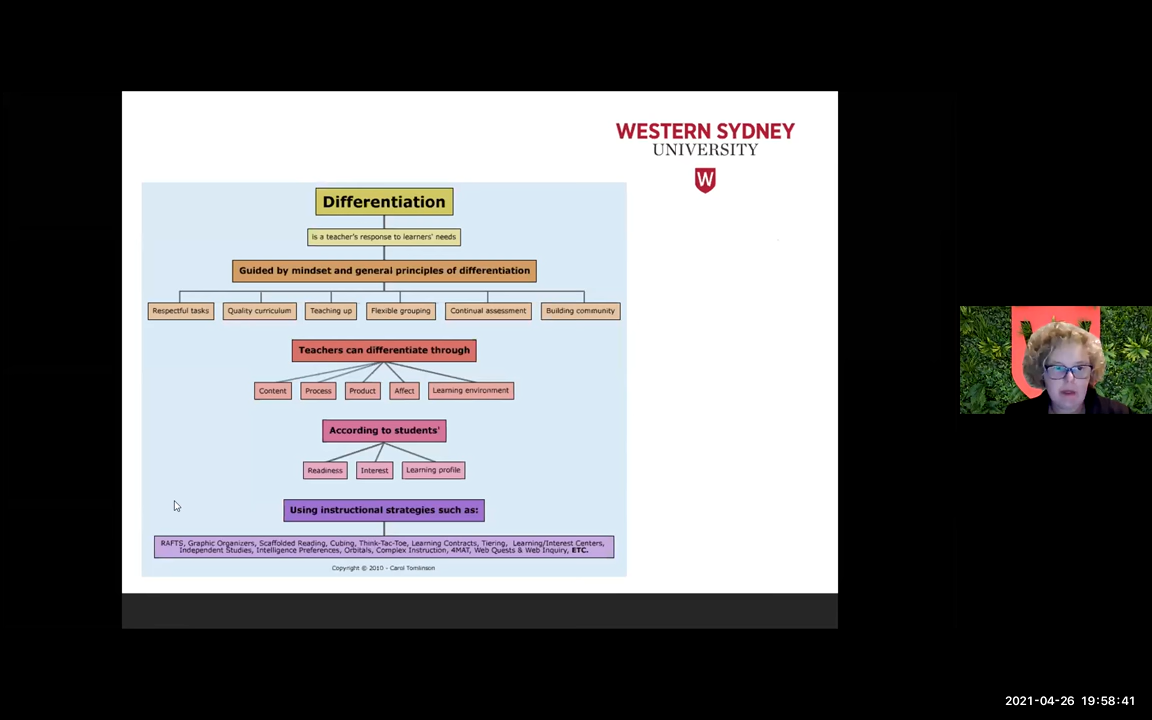 WESTERN SYDNEY
UNIVERSITY
W
Differentiation
is a teacher's response to learners' needs
Guided by mindset and general principles of differentiation
Respectful tasks Quality curriculum Teaching up Flexible grouping Continual assessment Building community
Teachers can differentiate through
Content Process Product Affect Learning environment
According to students'
Readiness Interest Learning profile
Using instructional strategies such as:
RAFTS, Graphic Organizers, Scaffolded Reading, Cubing, Think-Tac-Toe, Learning Contracts, Tiering, Learning/Interest Centers,
Independent Studies, Intelligence Preferences, Orbitals, Complex Instruction, 4MAT, Web Quests & Web Inquiry, ETC.
Copyright © 2010 - Carol Tomlinson
2021-04-26 19:58:41